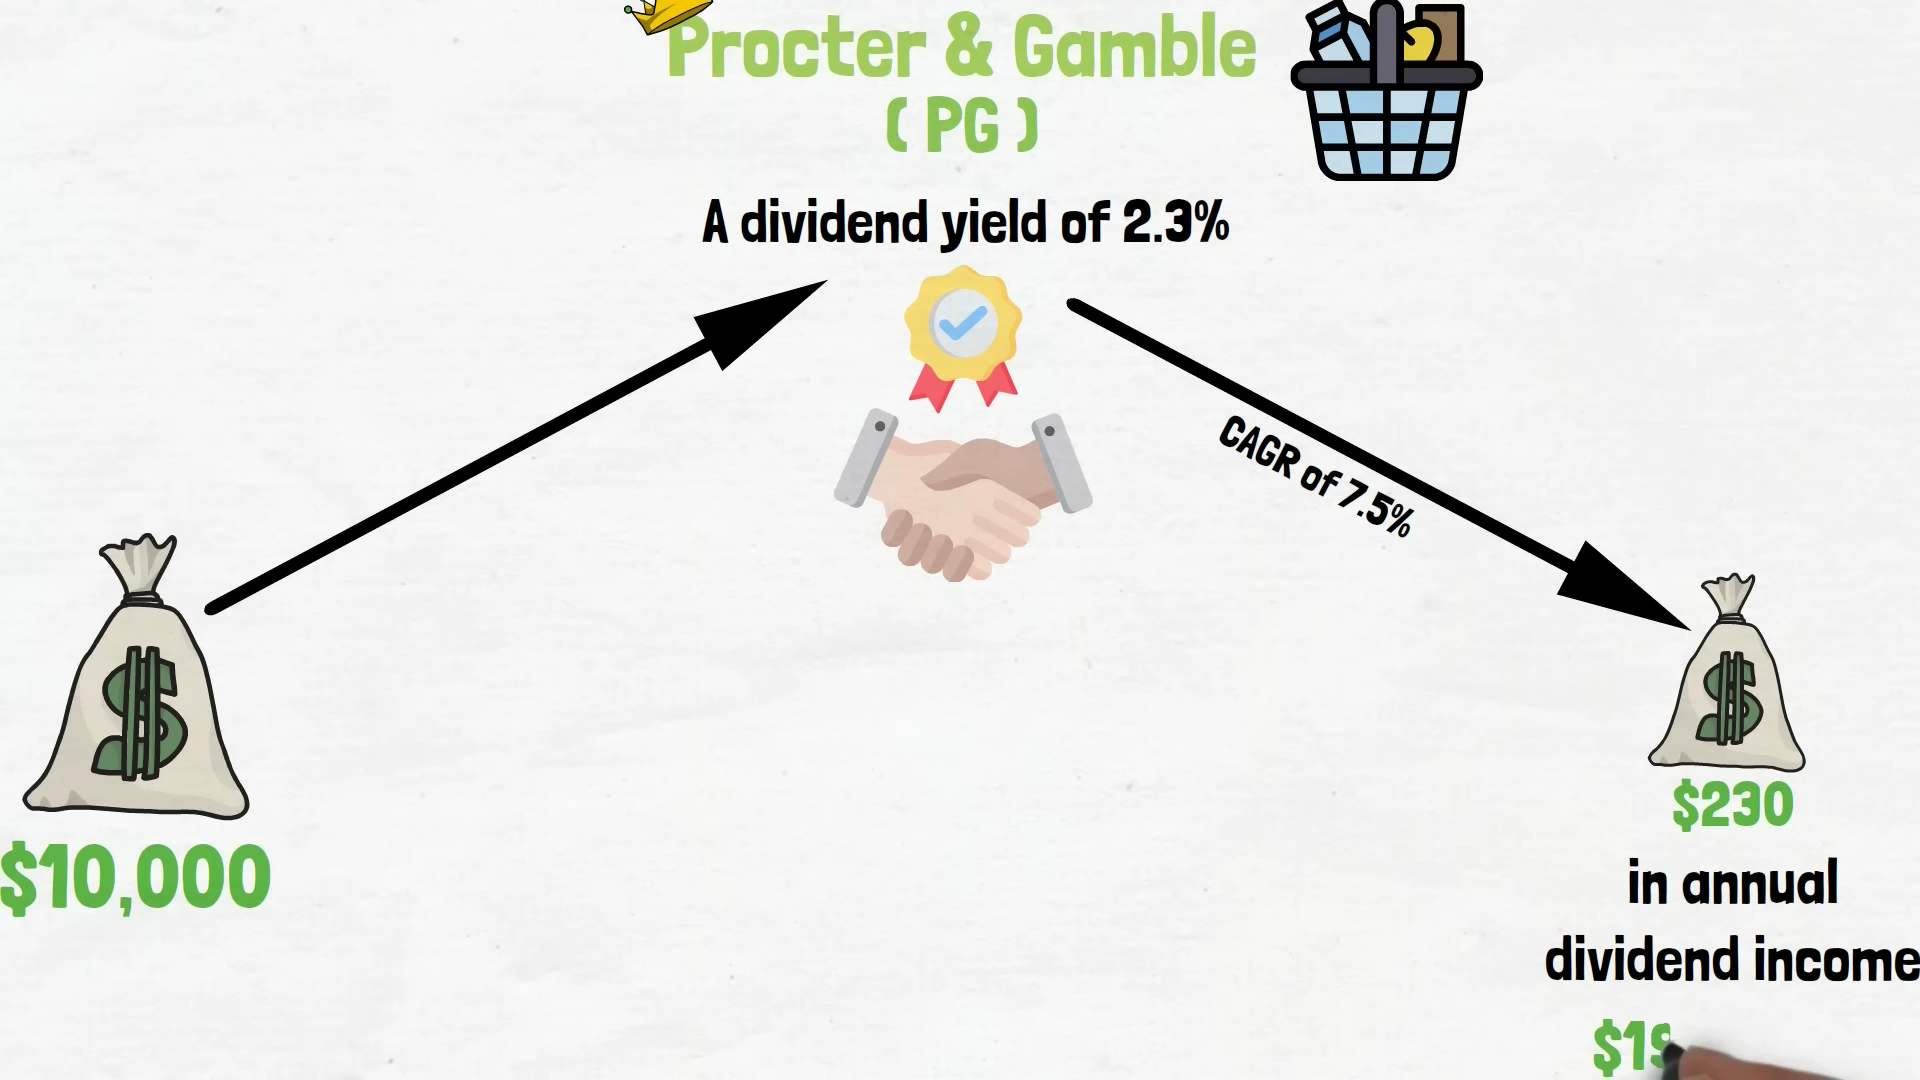 Procter & Gamble
( PG )
A dividend yield of 2.3%
CAGR of 7.5%
$10,000
$230
in annual
dividend income
$19